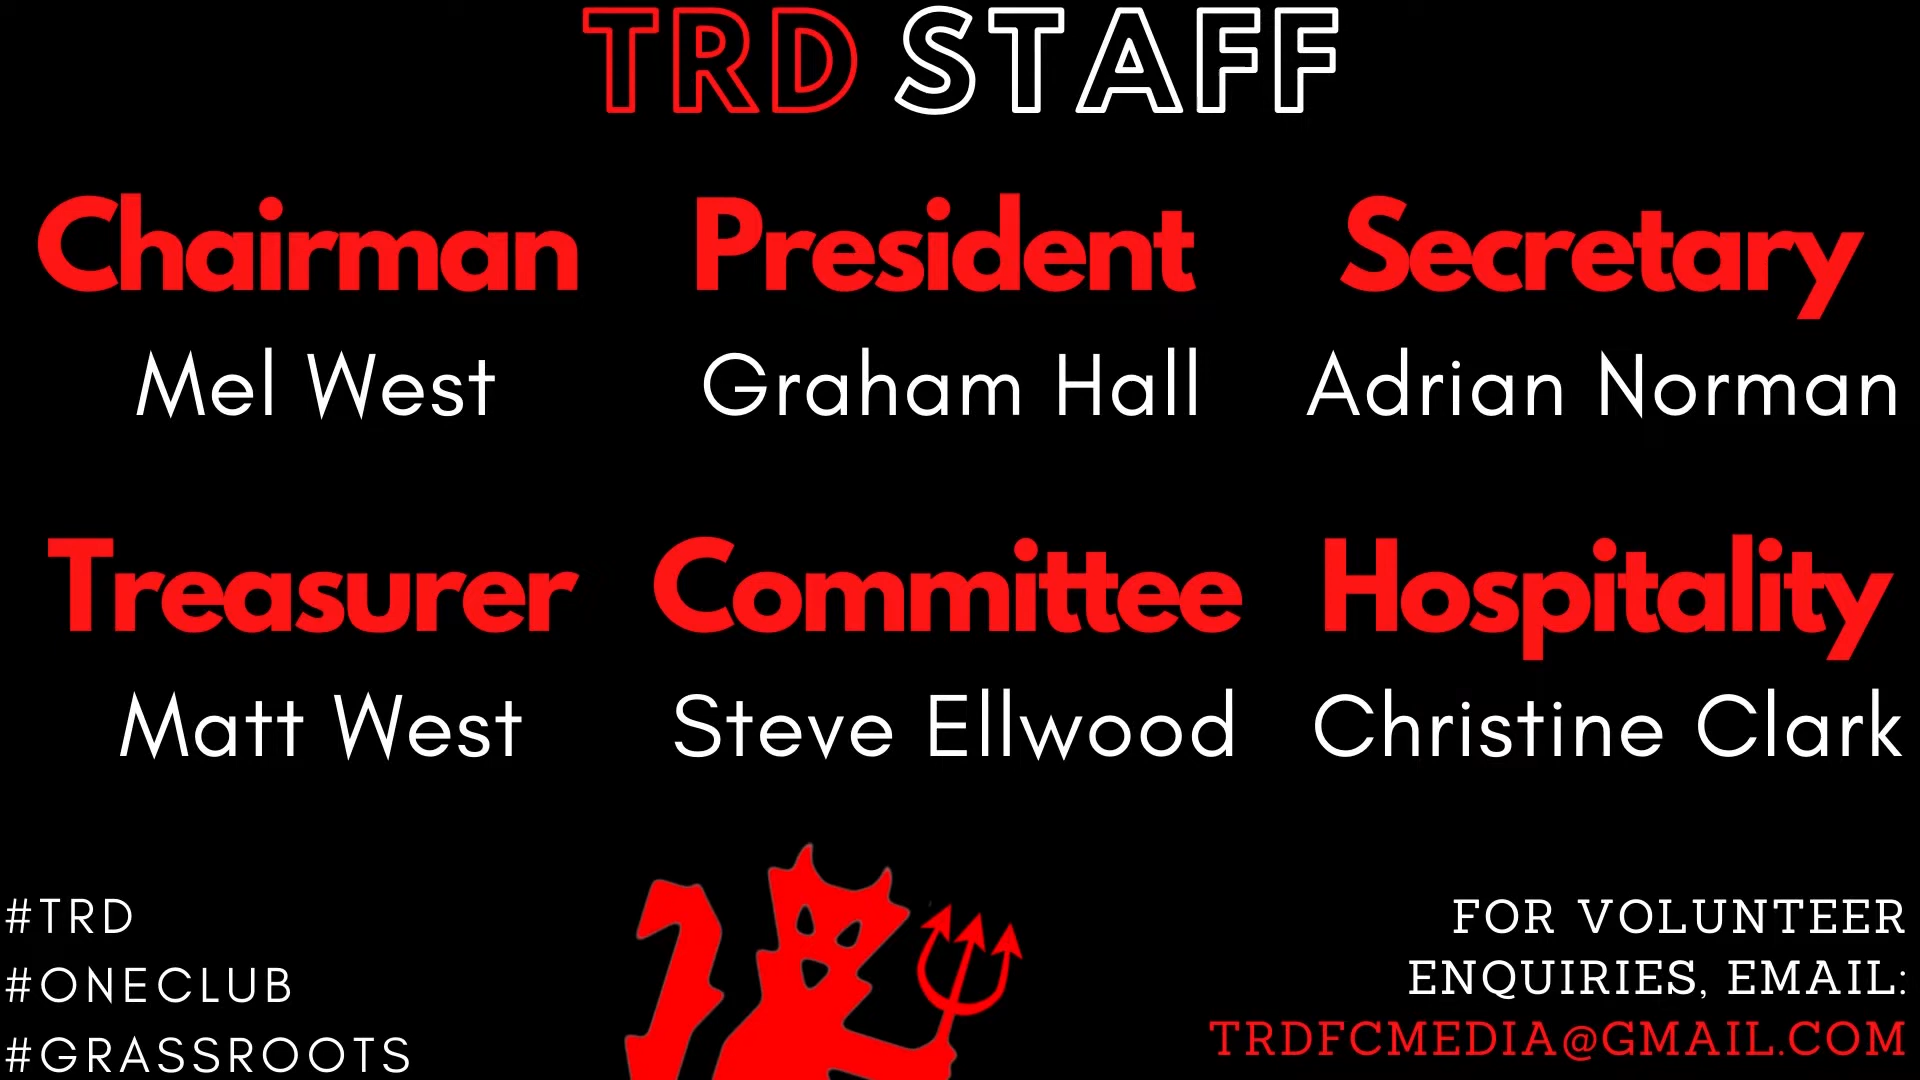 TRD STAFF
Chairman
Mel West
President
Graham Hall
Secretary
Adrian Norman
Treasurer
Matt West
Committee
Steve Ellwood
Hospitality
Christine Clark
#TRD
#ONECLUB
#GRASSROOTS
FOR VOLUNTEER
ENQUIRIES, EMAIL:
TRDFCMEDIA@GMAIL.COM